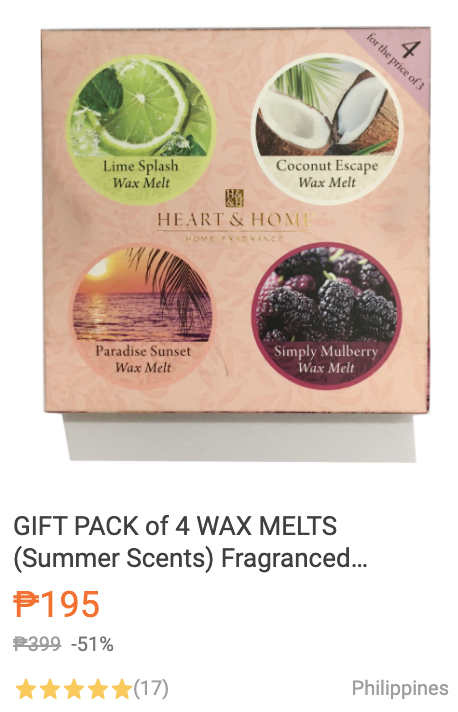 4
for the price of 3
Lime Splash
Wax Melt
Coconut Escape
Wax Melt
H&H
HEART & HOME
HOME FRAGRANCE
Paradise Sunset
Wax Melt
Simply Mulberry
Wax Melt
GIFT PACK of 4 WAX MELTS
(Summer Scents) Fragranced...
₱195
₱399 -51%
(17)
Philippines